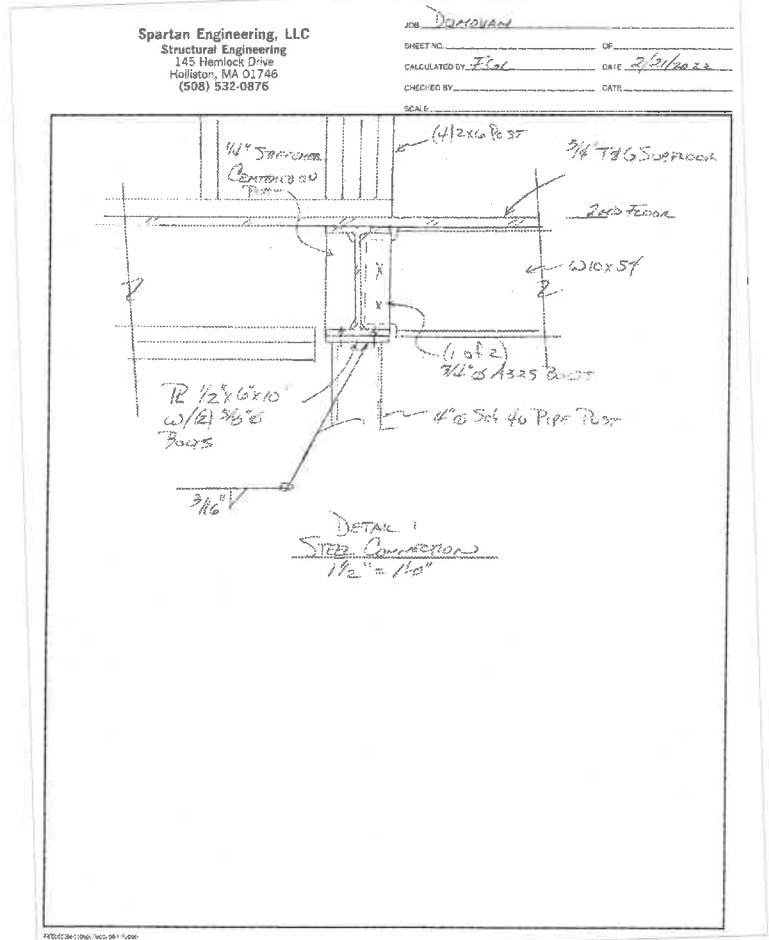 Spartan Engineering, LLC
Structural Engineering
145 Hemlock Drive
Holliston, MA 01746
(508) 532-0876
JOB DONOVAN
SHEET NO. OF
CALCULATED BY DATE 2/21/2022
CHECKED BY DATE
SCALE
(4) 2x6 POST
3/4" T&G SUBFLOOR
1/4" STIFFENER
CENTERED ON
POST
2ND FLOOR
W10x54
(1 of 2)
3/4"Ø A325 BOLT
PL 1/2"x6"x10"
W/(2) 5/8"Ø
BOLTS
4"Ø SCH 40 PIPE POST
3/16"
DETAIL 1
STEEL CONNECTION
1 1/2" = 1'-0"